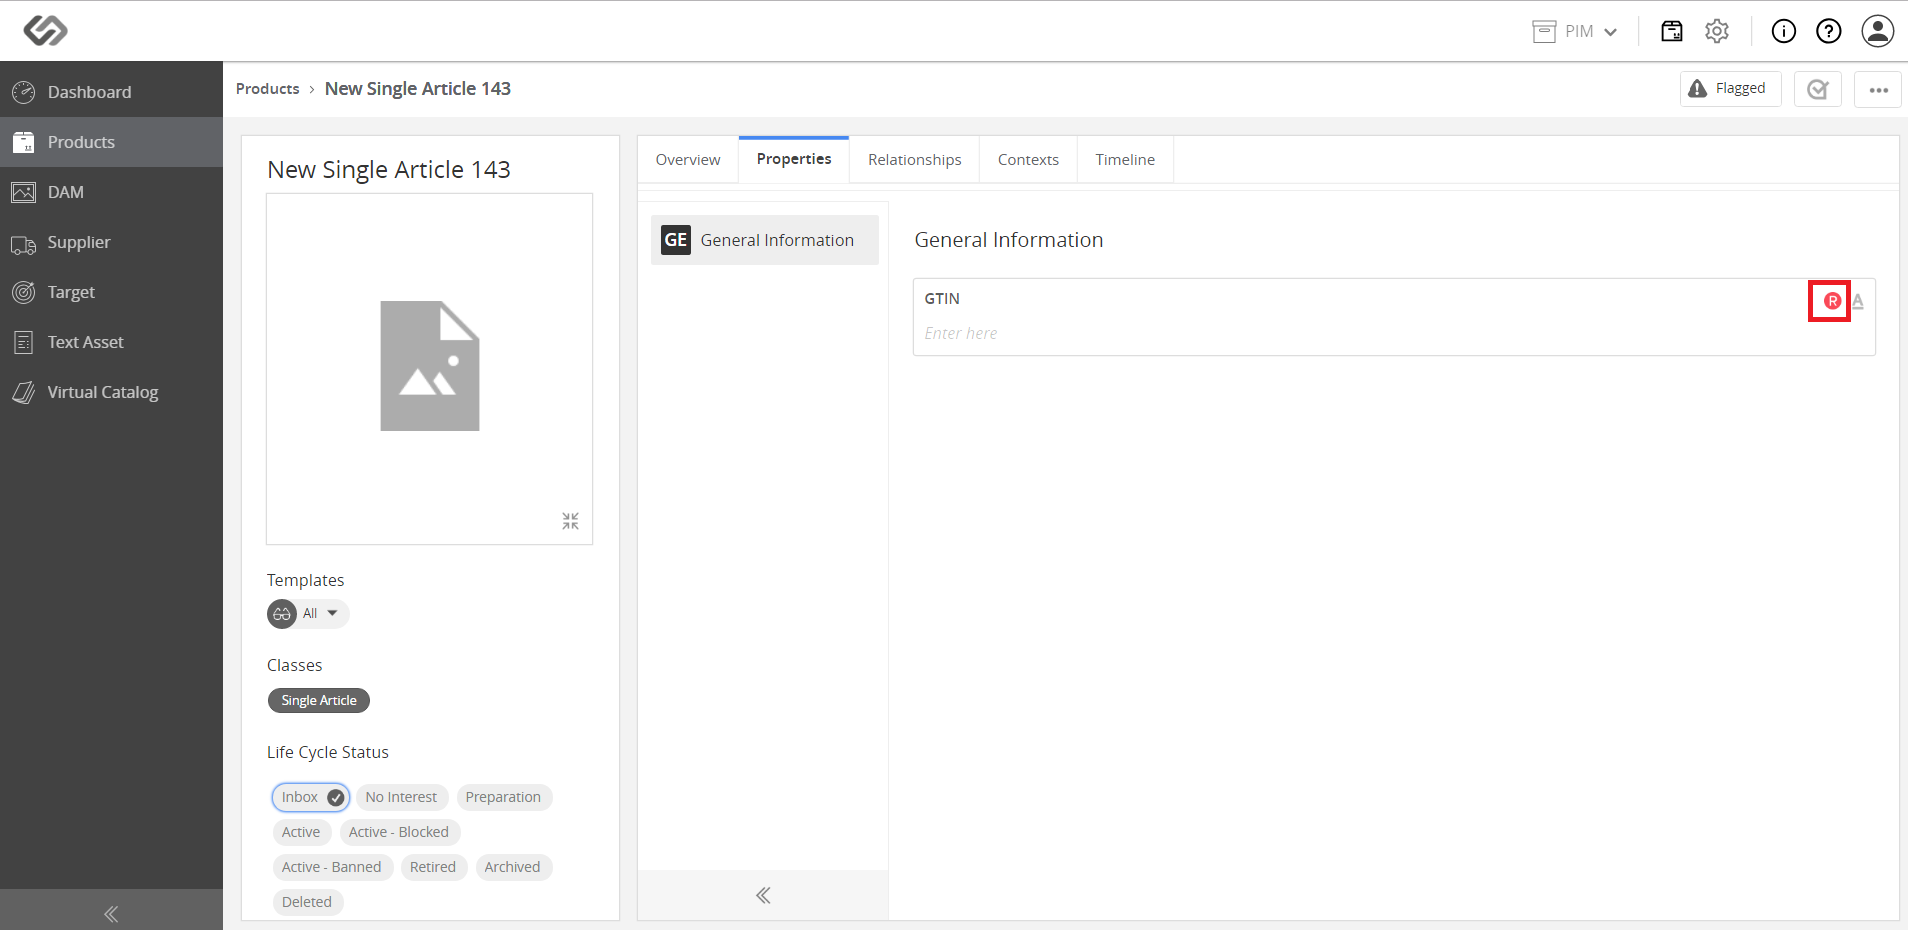 PIM
Dashboard
Products
DAM
Supplier
Target
Text Asset
Virtual Catalog
Products › New Single Article 143
Flagged
New Single Article 143
Templates
All
Classes
Single Article
Life Cycle Status
Inbox
No Interest
Preparation
Active
Active - Blocked
Active - Banned
Retired
Archived
Deleted
Overview
Properties
Relationships
Contexts
Timeline
GE General Information
General Information
GTIN
R A
Enter here